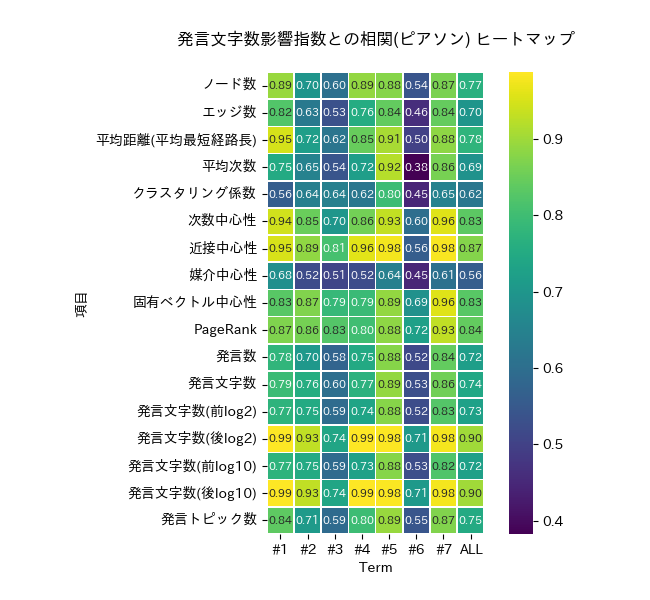 発言文字数影響指数との相関(ピアソン) ヒートマップ
項目
ノード数 0.89 0.70 0.60 0.89 0.88 0.54 0.87 0.77
エッジ数 0.82 0.63 0.53 0.76 0.84 0.46 0.84 0.70
平均距離(平均最短経路長) 0.95 0.72 0.62 0.85 0.91 0.50 0.88 0.78
平均次数 0.75 0.65 0.54 0.72 0.92 0.38 0.86 0.69
クラスタリング係数 0.56 0.64 0.64 0.62 0.80 0.45 0.65 0.62
次数中心性 0.94 0.85 0.70 0.86 0.93 0.60 0.96 0.83
近接中心性 0.95 0.89 0.81 0.96 0.98 0.56 0.98 0.87
媒介中心性 0.68 0.52 0.51 0.52 0.64 0.45 0.61 0.56
固有ベクトル中心性 0.83 0.87 0.79 0.79 0.89 0.69 0.96 0.83
PageRank 0.87 0.86 0.83 0.80 0.88 0.72 0.93 0.84
発言数 0.78 0.70 0.58 0.75 0.88 0.52 0.84 0.72
発言文字数 0.79 0.76 0.60 0.77 0.89 0.53 0.86 0.74
発言文字数(前log2) 0.77 0.75 0.59 0.74 0.88 0.52 0.83 0.73
発言文字数(後log2) 0.99 0.93 0.74 0.99 0.98 0.71 0.98 0.90
発言文字数(前log10) 0.77 0.75 0.59 0.73 0.88 0.53 0.82 0.72
発言文字数(後log10) 0.99 0.93 0.74 0.99 0.98 0.71 0.98 0.90
発言トピック数 0.84 0.71 0.59 0.80 0.89 0.55 0.87 0.75
#1 #2 #3 #4 #5 #6 #7 ALL
Term
0.9
0.8
0.7
0.6
0.5
0.4